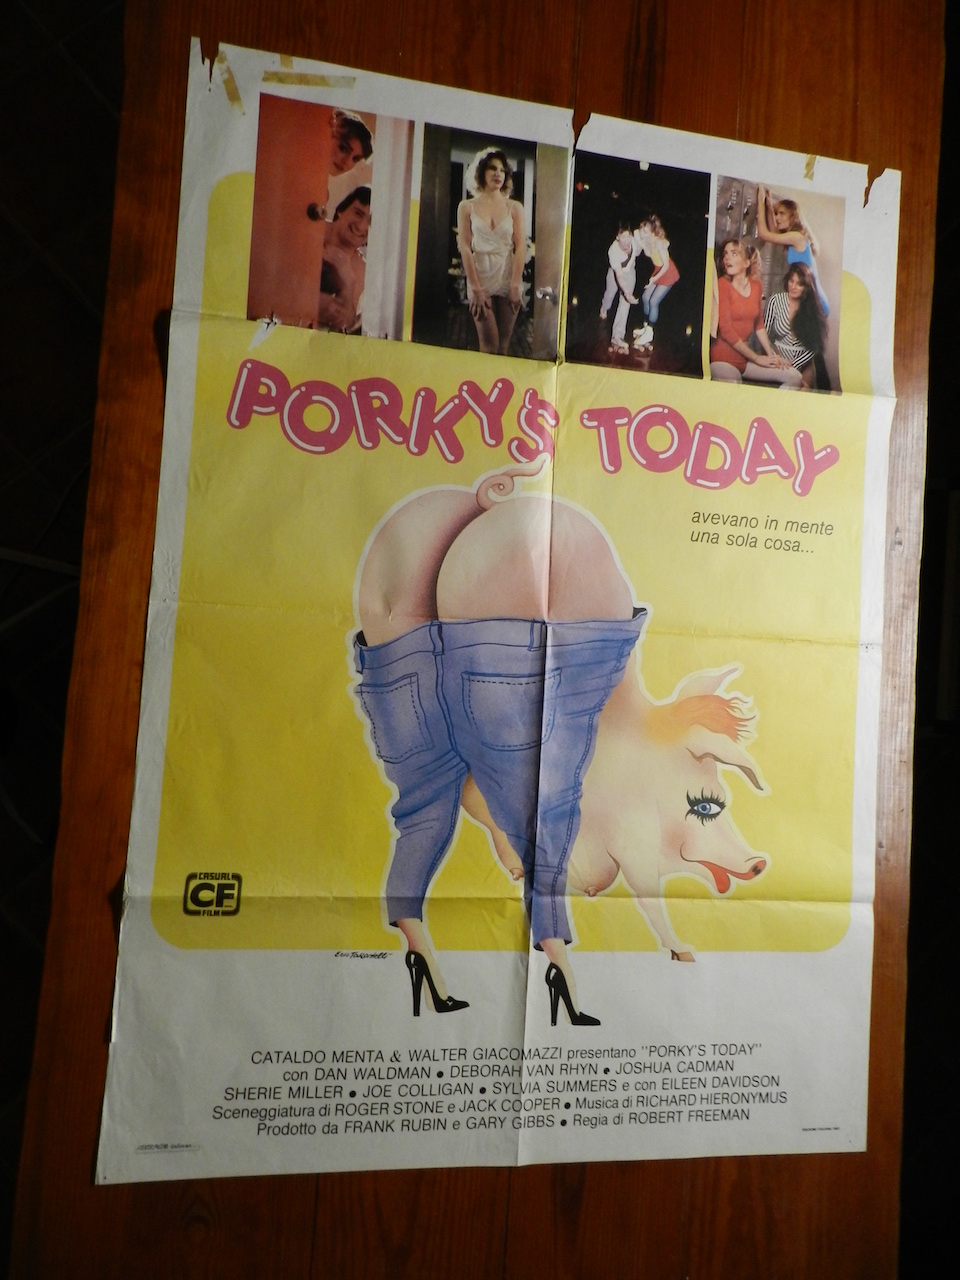 PORKY'S TODAY
avevano in mente
una sola cosa...
CASUAL
CF
FILM
CATALDO MENTA & WALTER GIACOMAZZI presentano "PORKY'S TODAY"
con DAN WALDMAN • DEBORAH VAN RHYN • JOSHUA CADMAN
SHERIE MILLER • JOE COLLIGAN • SYLVIA SUMMERS e con EILEEN DAVIDSON
Sceneggiatura di ROGER STONE e JACK COOPER • Musica di RICHARD HIERONYMUS
Prodotto da FRANK RUBIN e GARY GIBBS • Regia di ROBERT FREEMAN